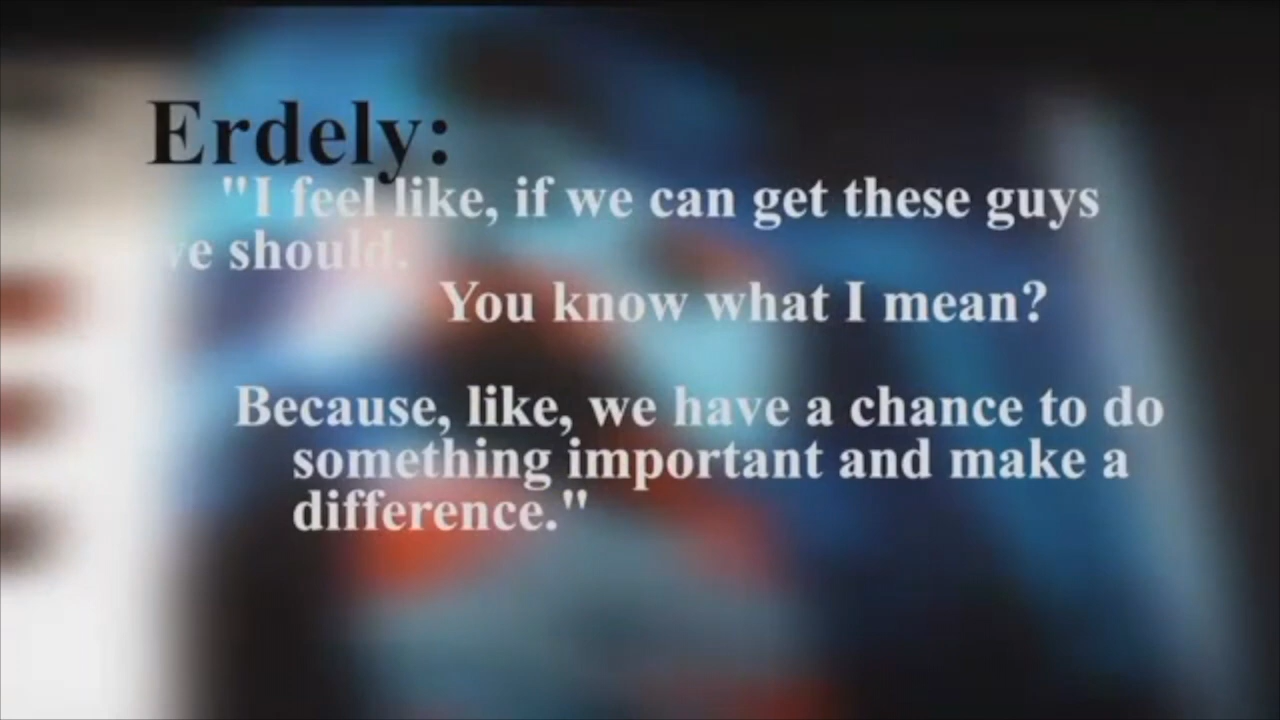 Erdely:
"I feel like, if we can get these guys
we should.
You know what I mean?
Because, like, we have a chance to do
something important and make a
difference."